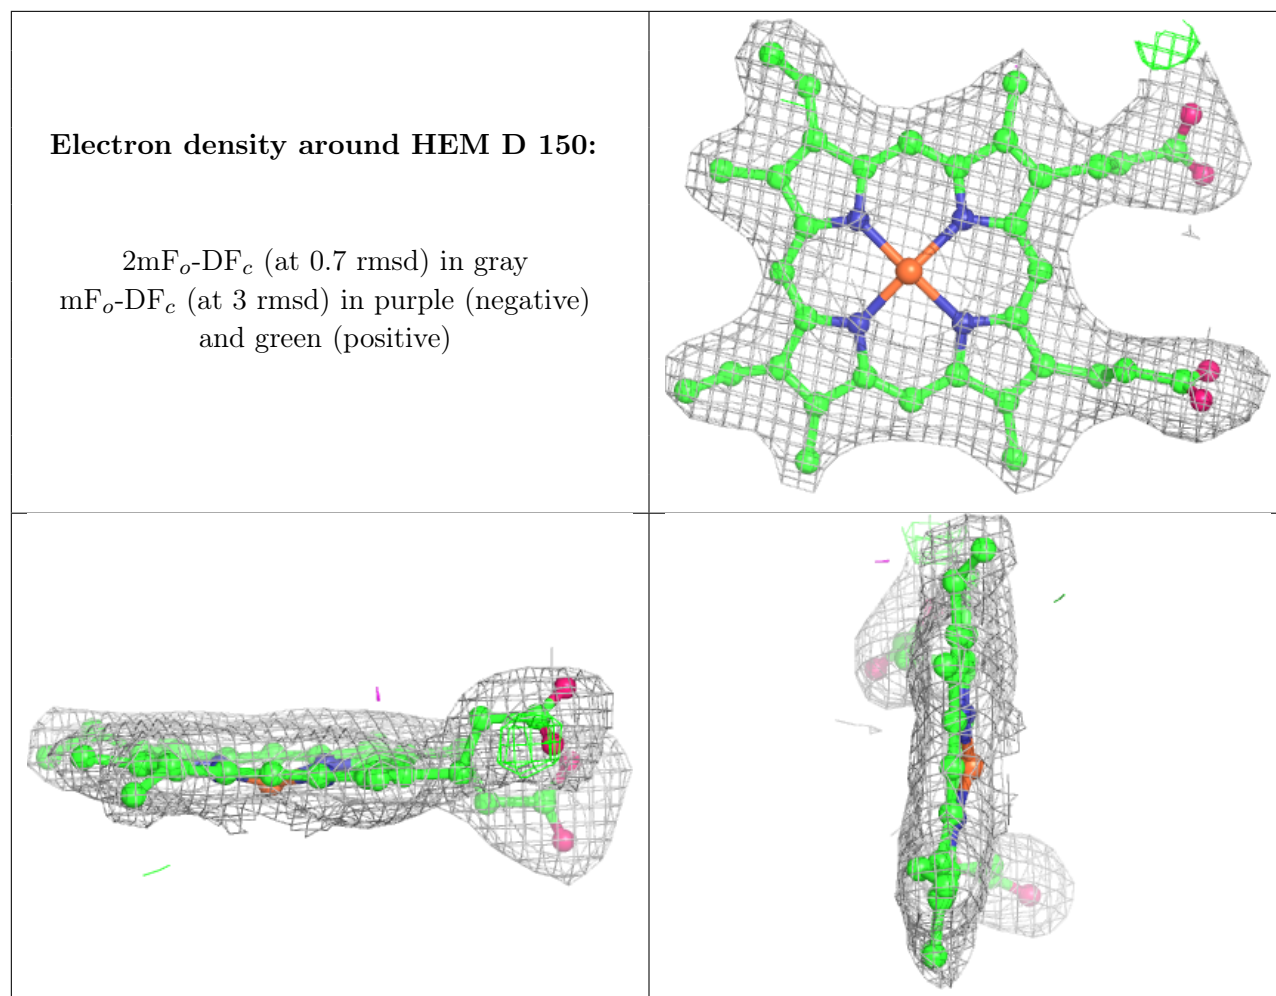 Electron density around HEM D 150:
2mFo-DFc (at 0.7 rmsd) in gray
mFo-DFc (at 3 rmsd) in purple (negative)
and green (positive)